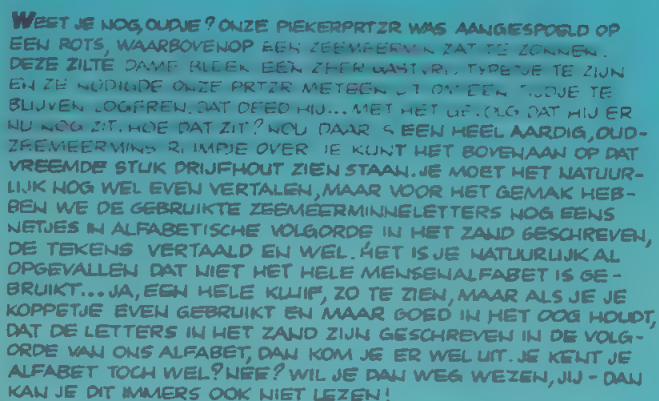 WEET JE NOG, OUDJE? ONZE PIEKERPRTZR WAS AANGESPOELD OP
EEN ROTS, WAARBOVENOP EEN ZEEMEERMIN ZAT TE ZONNEN.
DEZE ZILTE DAME BLEEK EEN ZEER GASTVRIJ TYPETJE TE ZIJN
EN ZE NODIGDE ONZE PRTZR METEEN UIT OM EEN TIJDJE TE
BLIJVEN LOGEREN. DAT DEED HIJ... MET HET GEVOLG DAT HIJ ER
NU NOG ZIT. HOE DAT ZIT? NOU DAAR IS EEN HEEL AARDIG, OUD-
ZEEMEERMINS RIJMPJE OVER. JE KUNT HET BOVENAAN OP DAT
VREEMDE STUK DRIJFHOUT ZIEN STAAN. JE MOET HET NATUUR-
LIJK NOG WEL EVEN VERTALEN, MAAR VOOR HET GEMAK HEB-
BEN WE DE GEBRUIKTE ZEEMEERMINNELETTERS NOG EENS
NETJES IN ALFABETISCHE VOLGORDE IN HET ZAND GESCHREVEN,
DE TEKENS VERTAALD EN WEL. HET IS JE NATUURLIJK AL
OPGEVALLEN DAT NIET HET HELE MENSENALFABET IS GE-
BRUIKT... JA, EEN HELE KLUIF, ZO TE ZIEN, MAAR ALS JE JE
KOPPETJE EVEN GEBRUIKT EN MAAR GOED IN HET OOG HOUDT,
DAT DE LETTERS IN HET ZAND ZIJN GESCHREVEN IN DE VOLG-
ORDE VAN ONS ALFABET, DAN KOM JE ER WEL UIT. JE KENT JE
ALFABET TOCH WEL? NEE? WIL JE DAN WEG WEZEN, JIJ - DAN
KAN JE DIT IMMERS OOK NIET LEZEN!